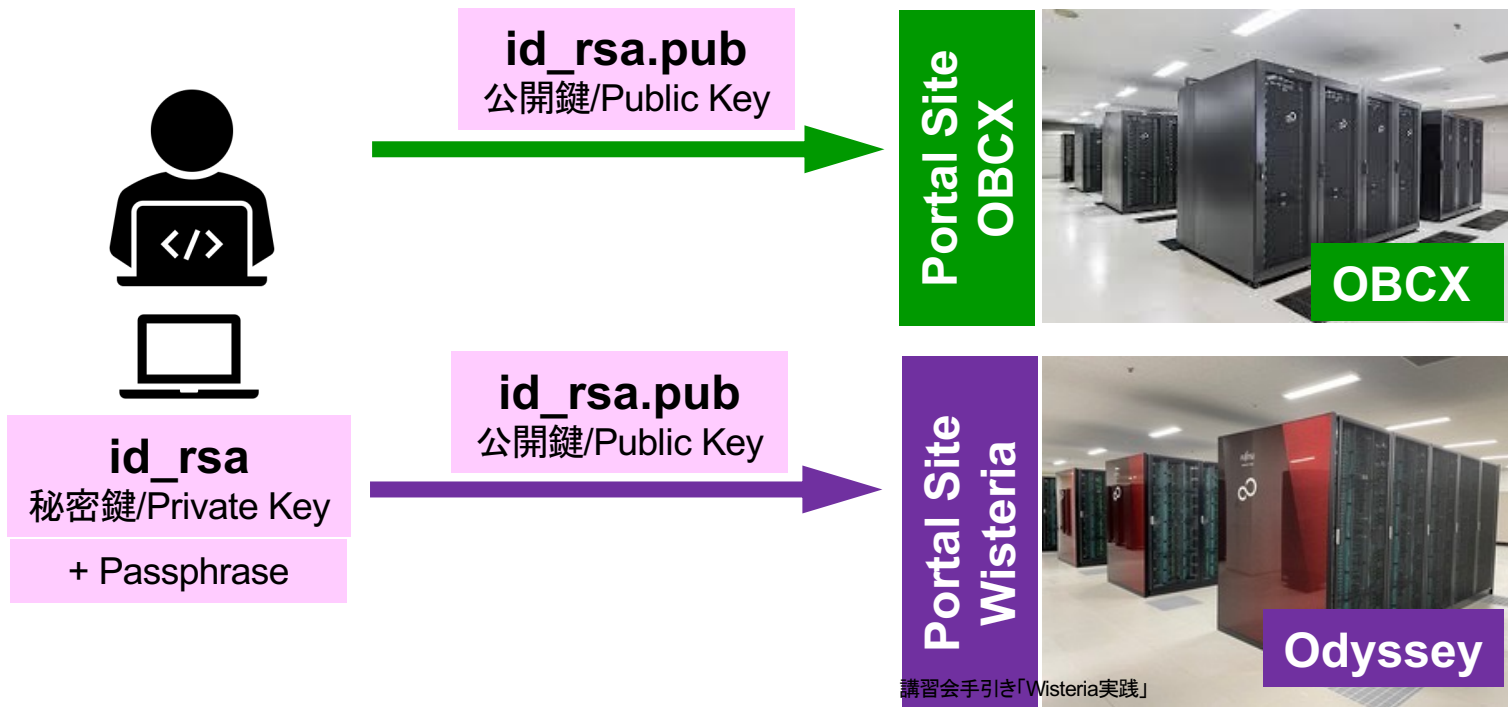 id_rsa.pub
公開鍵/Public Key
Portal Site
OBCX
OBCX
</>
id_rsa.pub
公開鍵/Public Key
id_rsa
秘密鍵/Private Key
+ Passphrase
Portal Site
Wisteria
Odyssey
講習会手引き「Wisteria実践」